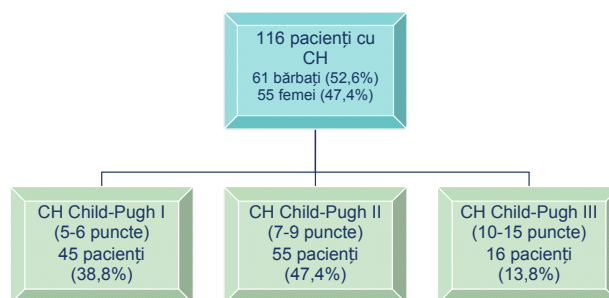 116 pacienți cu
CH
61 bărbați (52,6%)
55 femei (47,4%)
CH Child-Pugh I
(5-6 puncte)
45 pacienți
(38,8%)
CH Child-Pugh II
(7-9 puncte)
55 pacienți
(47,4%)
CH Child-Pugh III
(10-15 puncte)
16 pacienți
(13,8%)